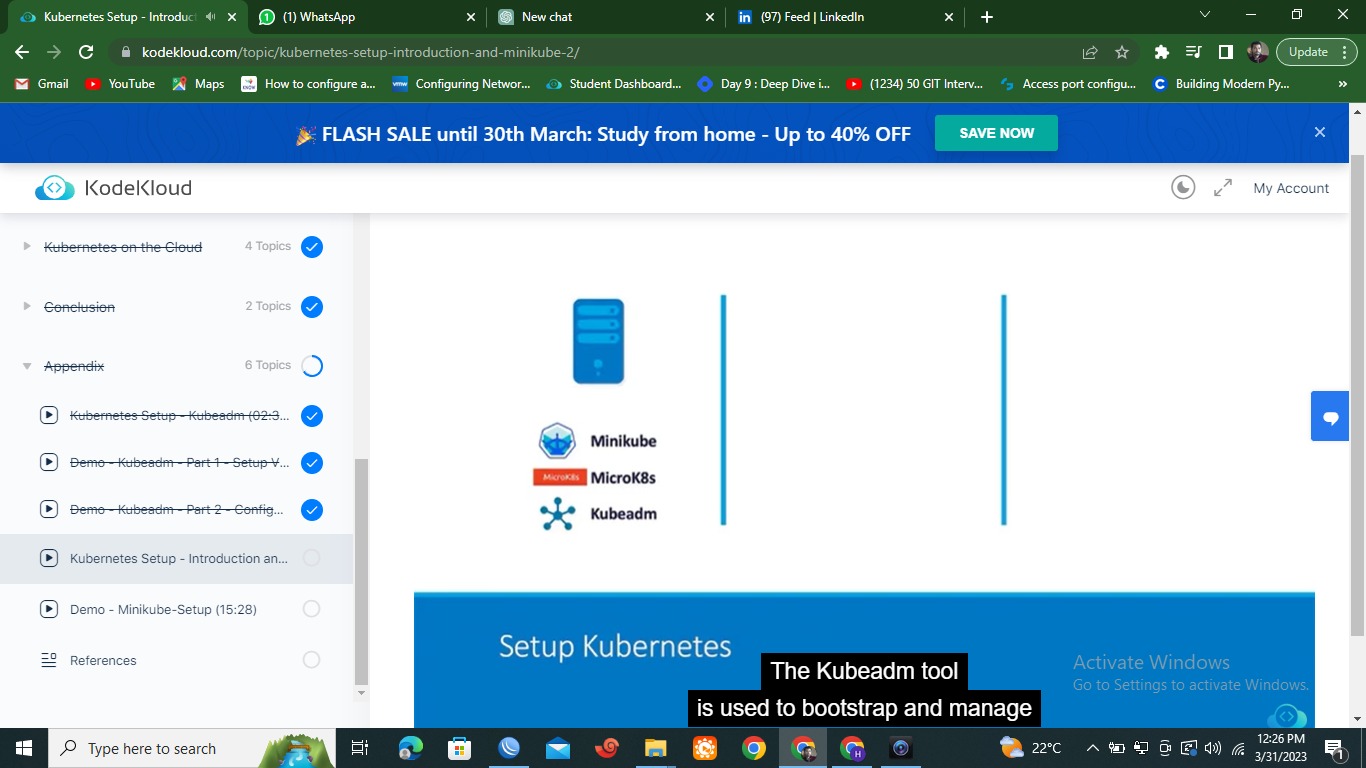 Kubernetes Setup - Introduct
(1) WhatsApp
New chat
(97) Feed | LinkedIn
kodekloud.com/topic/kubernetes-setup-introduction-and-minikube-2/
Update
Gmail
YouTube
Maps
How to configure a...
Configuring Networ...
Student Dashboard...
Day 9 : Deep Dive i...
(1234) 50 GIT Interv...
Access port configu...
Building Modern Py...
»
FLASH SALE until 30th March: Study from home - Up to 40% OFF
SAVE NOW
KodeKloud
My Account
Kubernetes on the Cloud 4 Topics
Conclusion 2 Topics
Appendix 6 Topics
Kubernetes Setup - Kubeadm (02:3...
Demo - Kubeadm - Part 1 - Setup V...
Demo - Kubeadm - Part 2 - Config...
Kubernetes Setup - Introduction an...
Demo - Minikube-Setup (15:28)
References
Minikube
MicroK8s MicroK8s
Kubeadm
Setup Kubernetes
The Kubeadm tool
is used to bootstrap and manage
Activate Windows
Go to Settings to activate Windows.
Type here to search
H
22°C
12:26 PM
3/31/2023
1